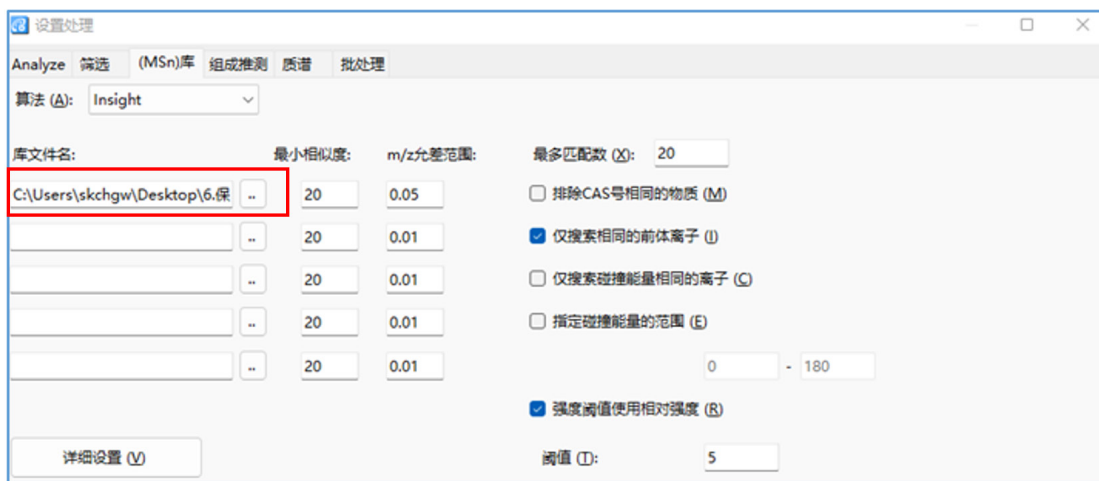 设置处理
Analyze 筛选 (MSn)库 组成推测 质谱 批处理
算法 (A): Insight
库文件名: 最小相似度: m/z允差范围: 最多匹配数 (X): 20
C:\Users\skchgw\Desktop\6.保 .. 20 0.05 排除CAS号相同的物质 (M)
.. 20 0.01 仅搜索相同的前体离子 (I)
.. 20 0.01 仅搜索碰撞能量相同的离子 (C)
.. 20 0.01 指定碰撞能量的范围 (E)
.. 20 0.01 0 - 180
强度阈值使用相对强度 (R)
详细设置 (V) 阈值 (T): 5